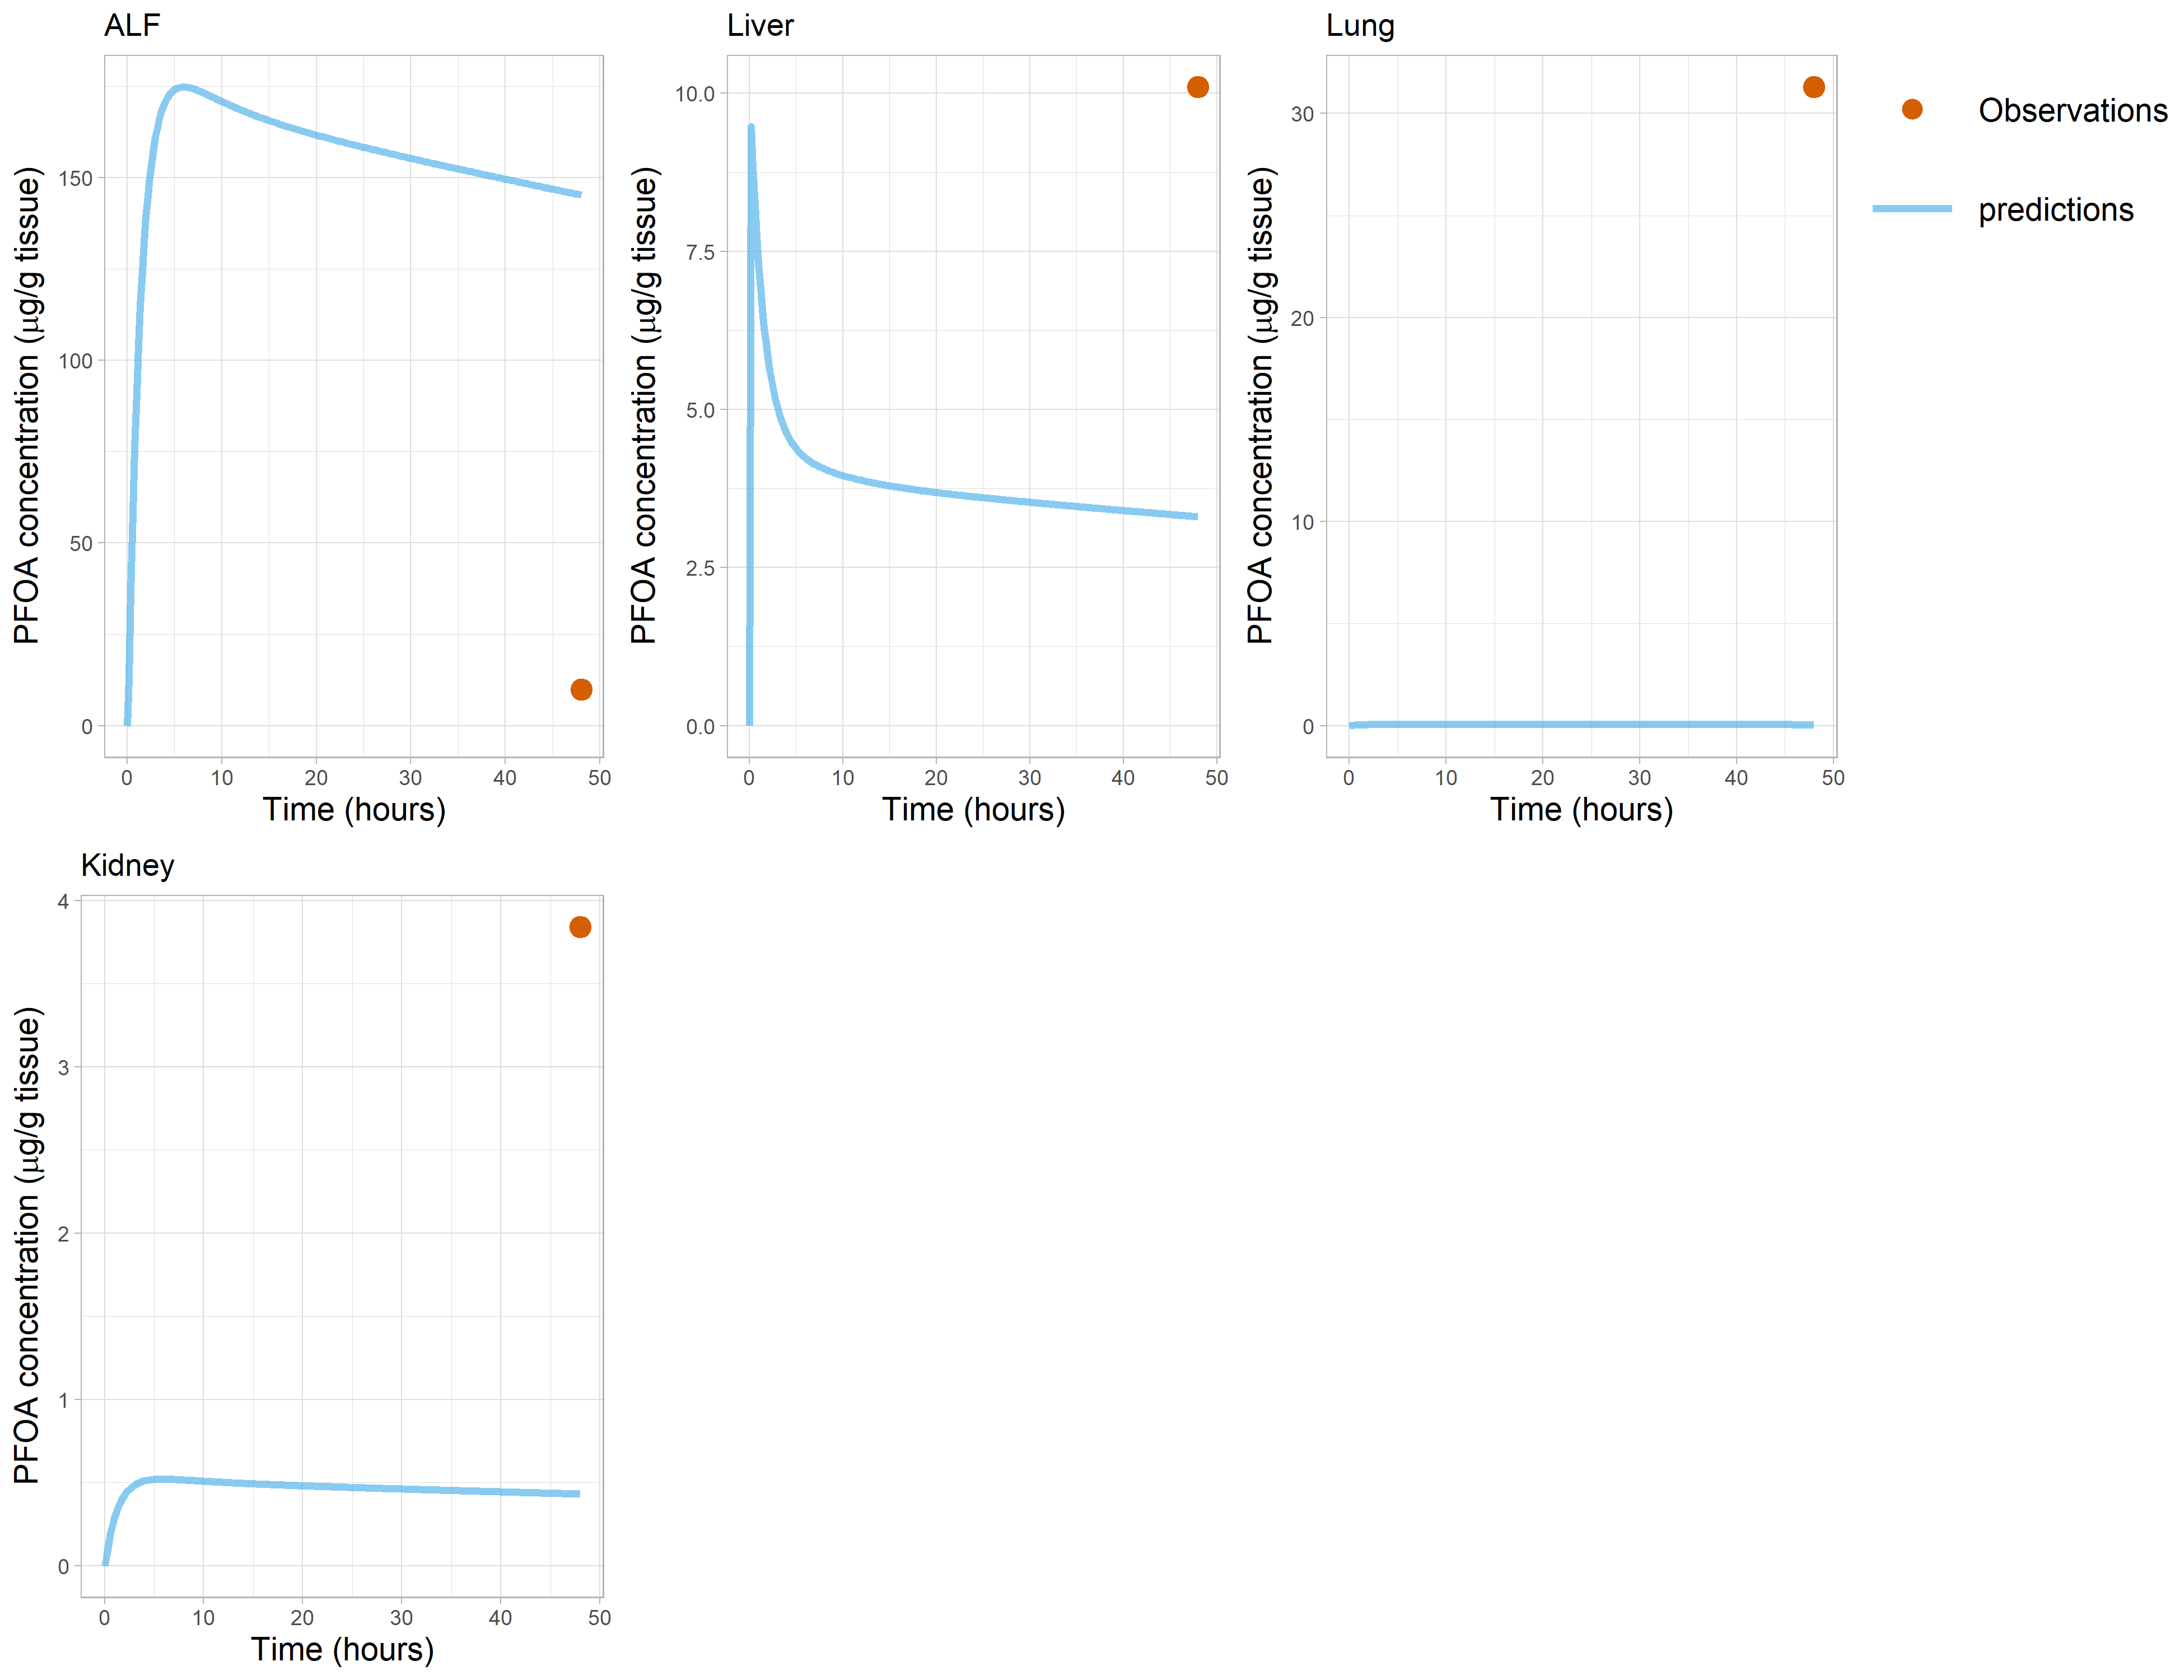 ALF
PFOA concentration (μg/g tissue)
150
100
50
0
0 10 20 30 40 50
Time (hours)
Liver
PFOA concentration (μg/g tissue)
10.0
7.5
5.0
2.5
0.0
0 10 20 30 40 50
Time (hours)
Lung
PFOA concentration (μg/g tissue)
30
20
10
0
0 10 20 30 40 50
Time (hours)
Observations
predictions
Kidney
PFOA concentration (μg/g tissue)
4
3
2
1
0
0 10 20 30 40 50
Time (hours)